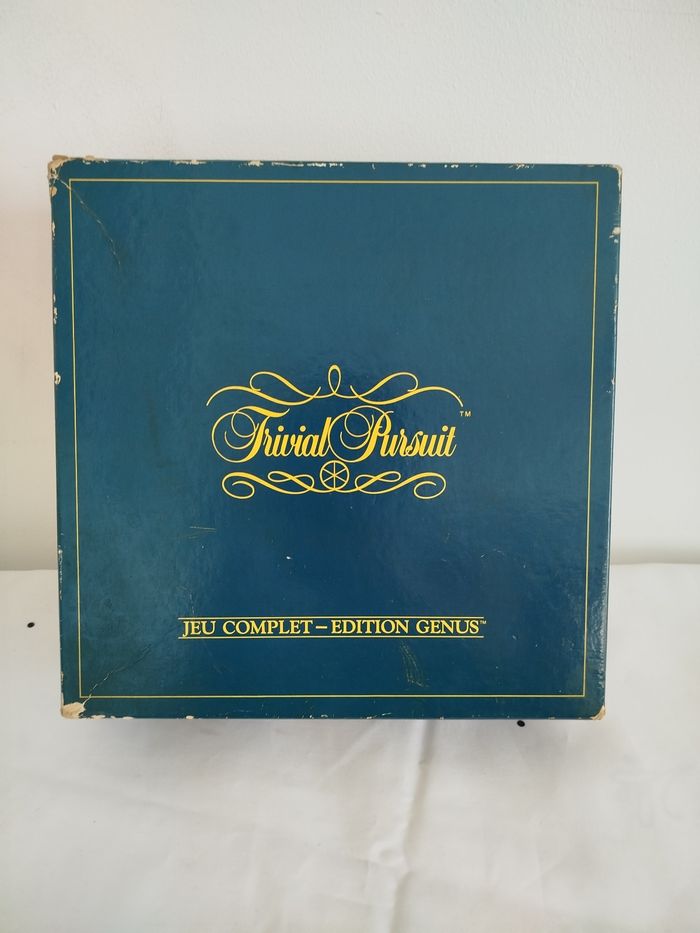 Trivial Pursuit™
JEU COMPLET – EDITION GENUS™